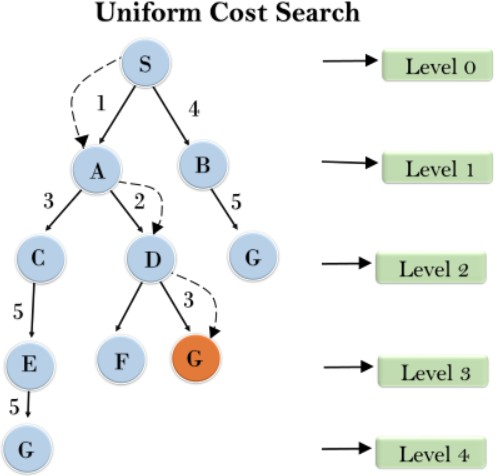 Uniform Cost Search
S
Level 0
1
4
A
B
Level 1
3
2
5
C
D
G
Level 2
5
3
E
F
G
Level 3
5
G
Level 4